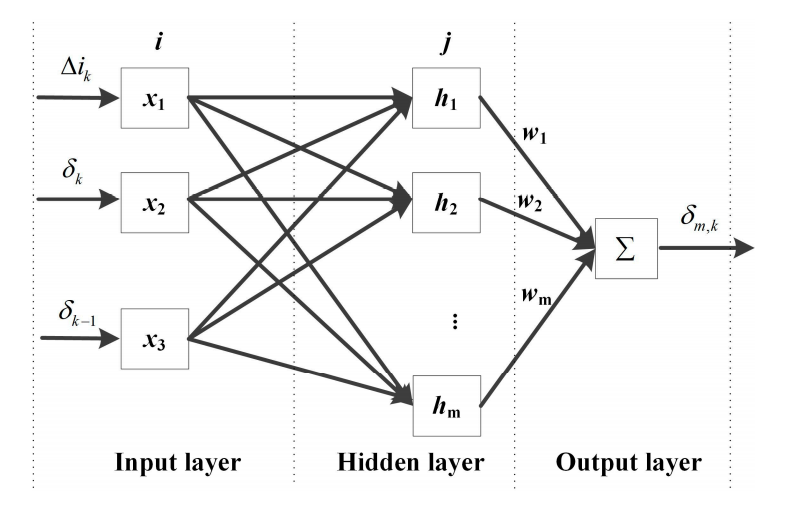 i
j
Δi_k
x_1
h_1
w_1
δ_k
x_2
h_2
w_2
Σ
δ_{m,k}
δ_{k−1}
x_3
w_m
⋮
h_m
Input layer
Hidden layer
Output layer